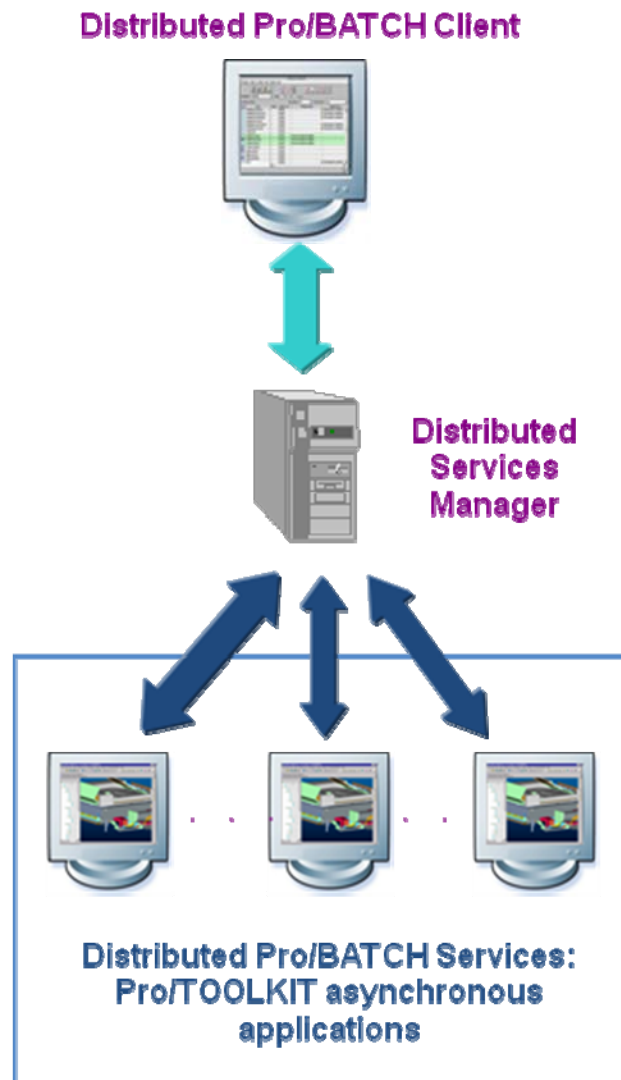 Distributed Pro/BATCH Client
Distributed
Services
Manager
Distributed Pro/BATCH Services:
Pro/TOOLKIT asynchronous
applications